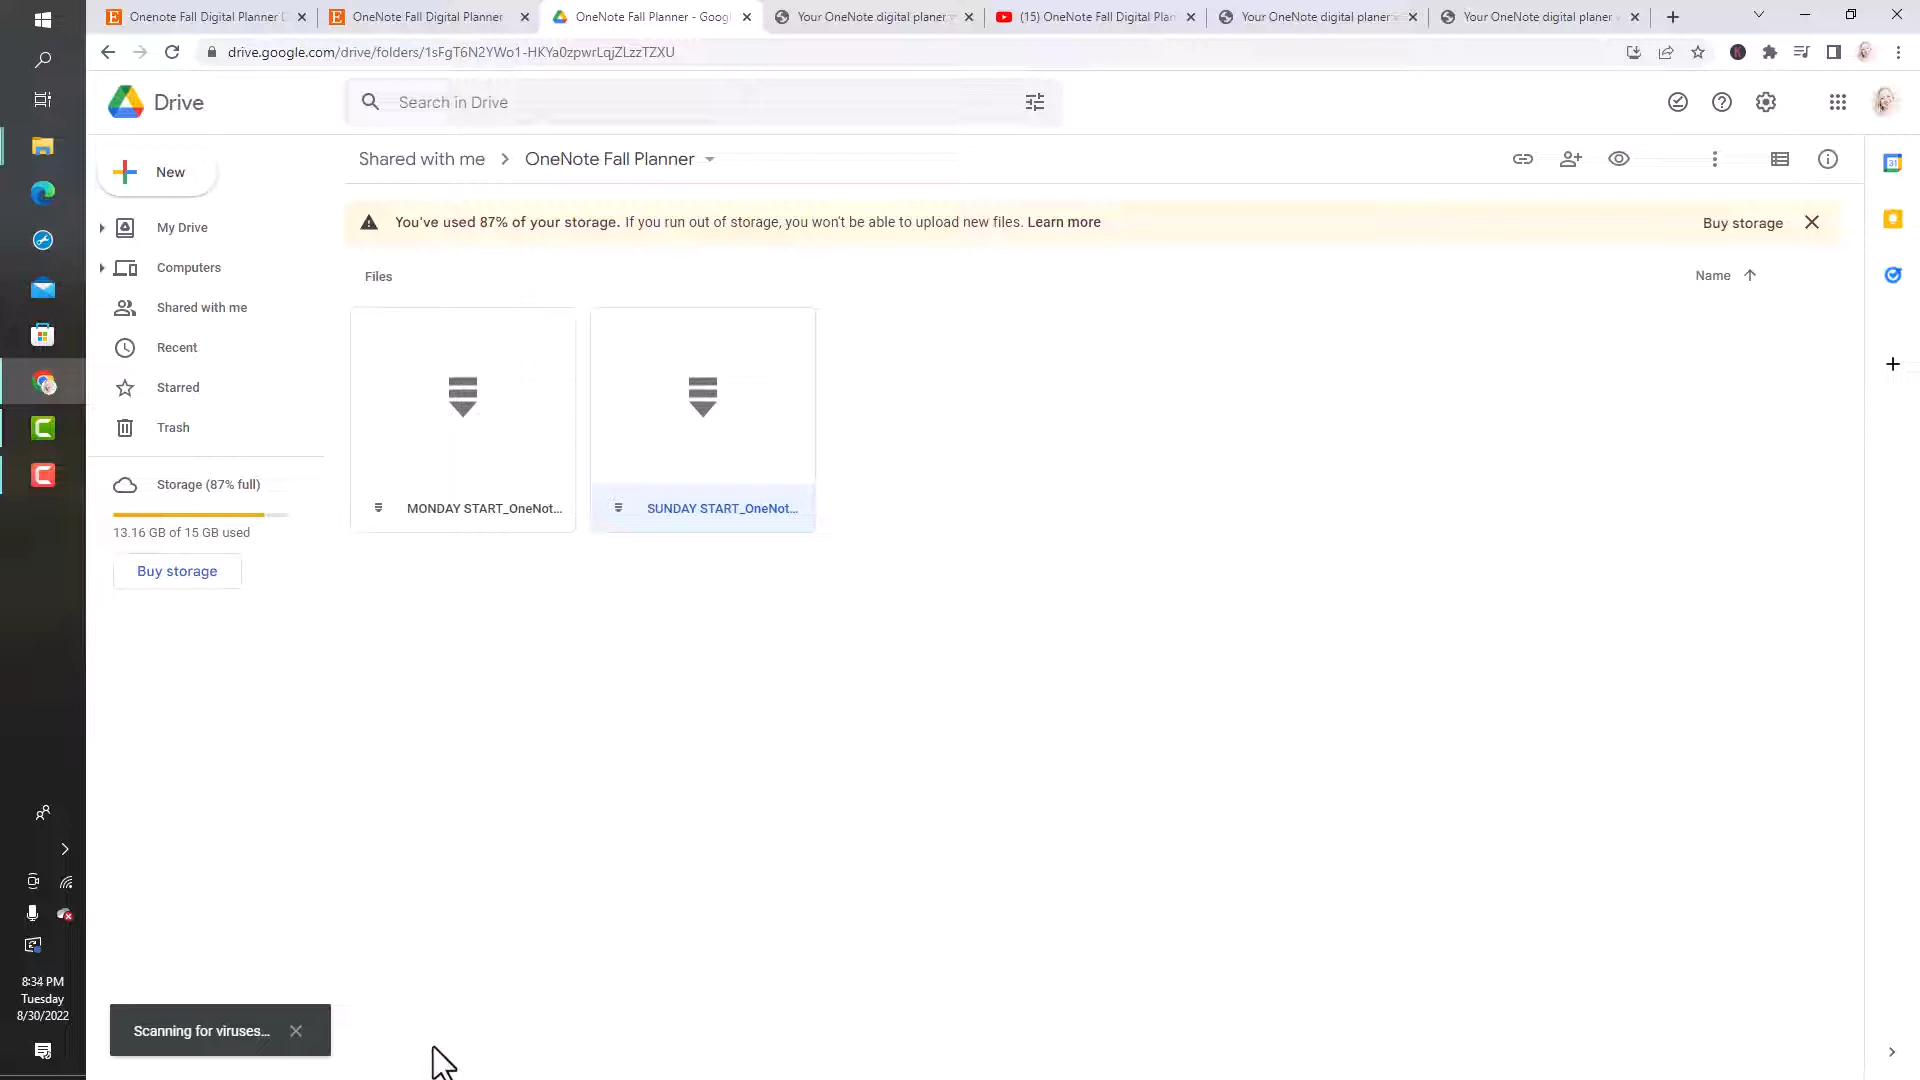 Onenote Fall Digital Planner D
OneNote Fall Digital Planner
OneNote Fall Planner - Googl
Your OneNote digital planer
(15) OneNote Fall Digital Plan
Your OneNote digital planer
Your OneNote digital planer
drive.google.com/drive/folders/1sFgT6N2YWo1-HKYa0zpwrLqjZLzzTZXU
Drive
Search in Drive
New
Shared with me > OneNote Fall Planner
You've used 87% of your storage. If you run out of storage, you won't be able to upload new files. Learn more
Buy storage
My Drive
Computers
Shared with me
Recent
Starred
Trash
Storage (87% full)
13.16 GB of 15 GB used
Buy storage
Files
Name
MONDAY START_OneNot...
SUNDAY START_OneNot...
31
8:34 PM
Tuesday
8/30/2022
Scanning for viruses...